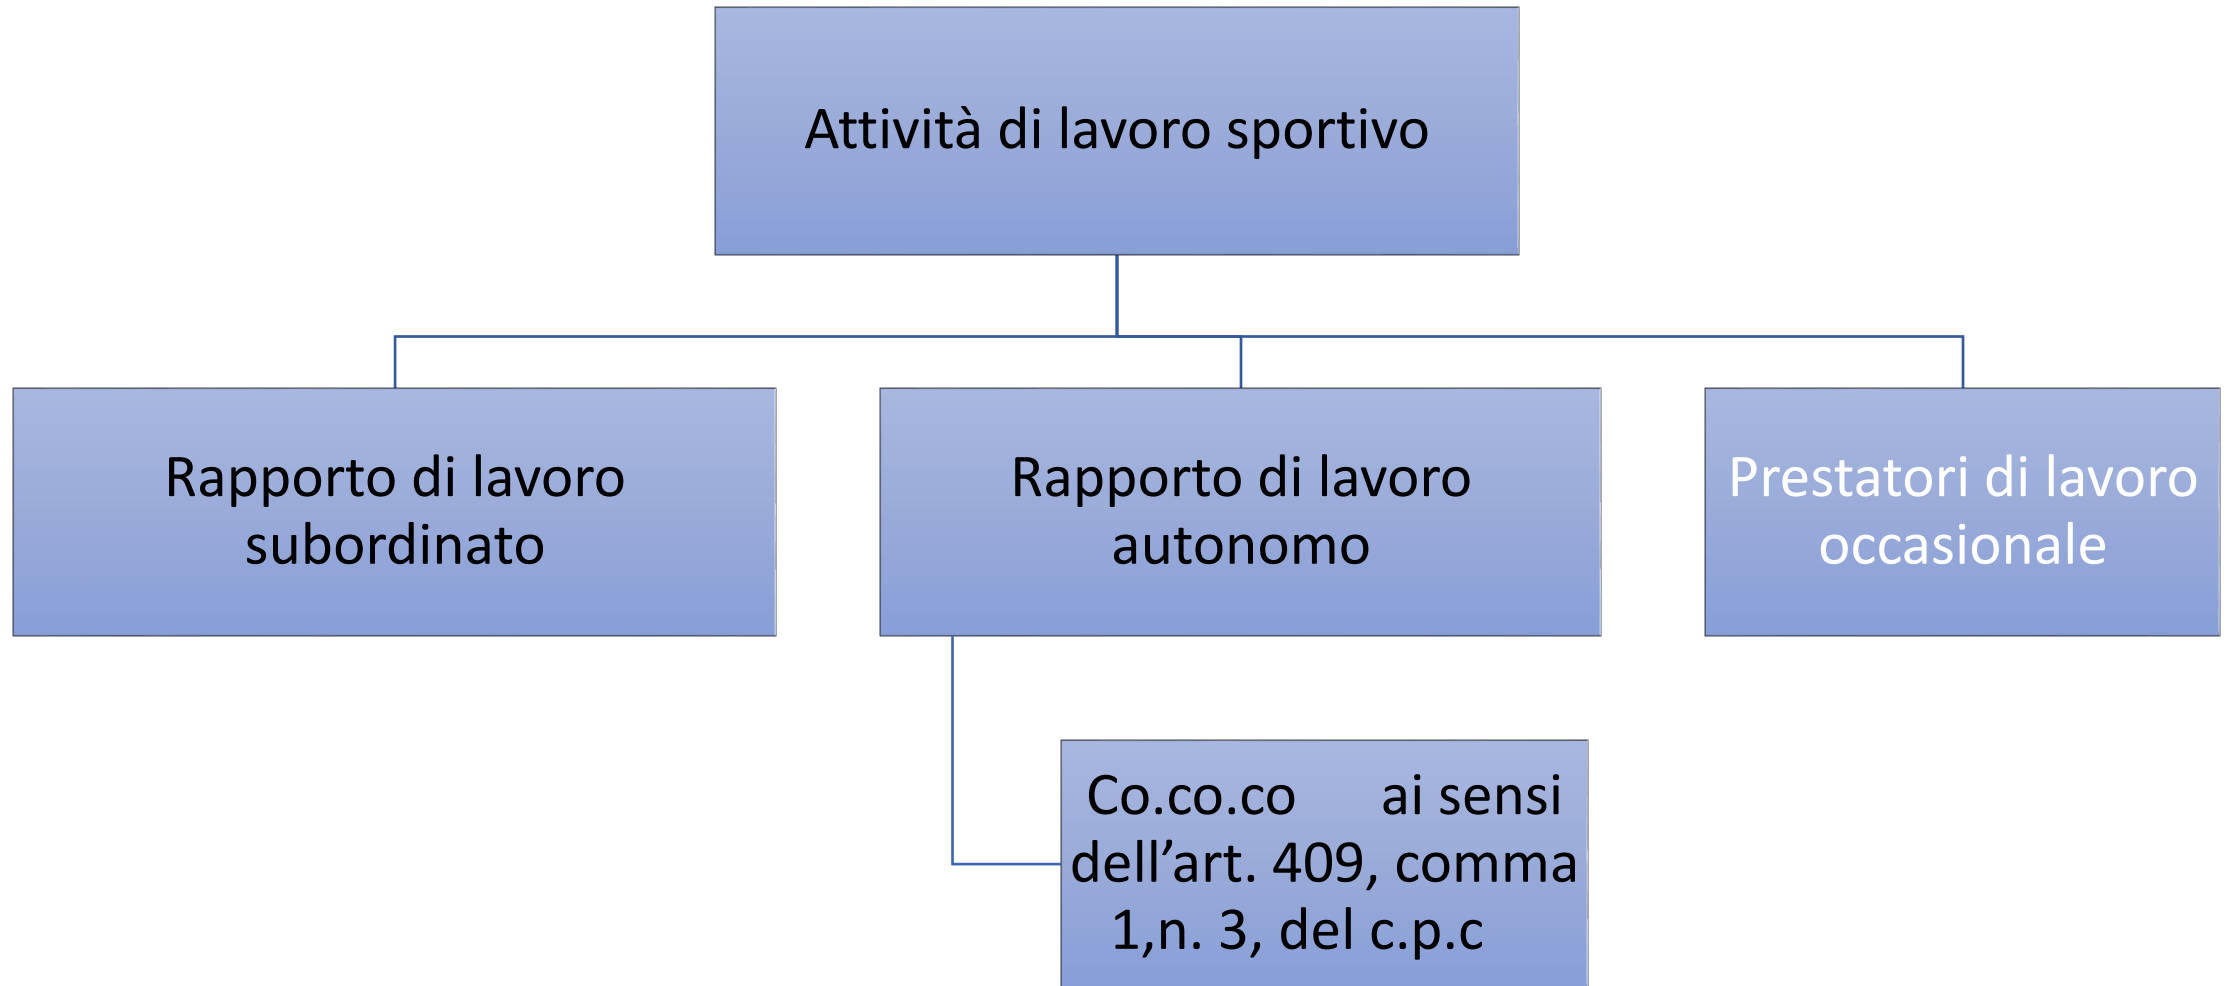 Attività di lavoro sportivo
Rapporto di lavoro
subordinato
Rapporto di lavoro
autonomo
Prestatori di lavoro
occasionale
Co.co.co ai sensi
dell’art. 409, comma
1,n. 3, del c.p.c